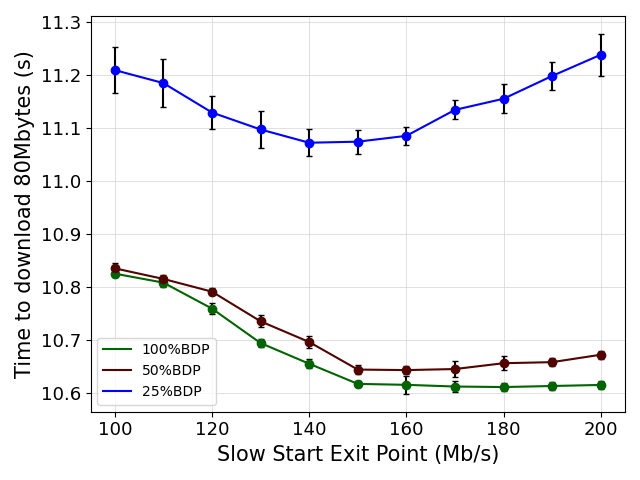 Time to download 80Mbytes (s)
11.3
11.2
11.1
11.0
10.9
10.8
10.7
10.6
100%BDP
50%BDP
25%BDP
100 120 140 160 180 200
Slow Start Exit Point (Mb/s)